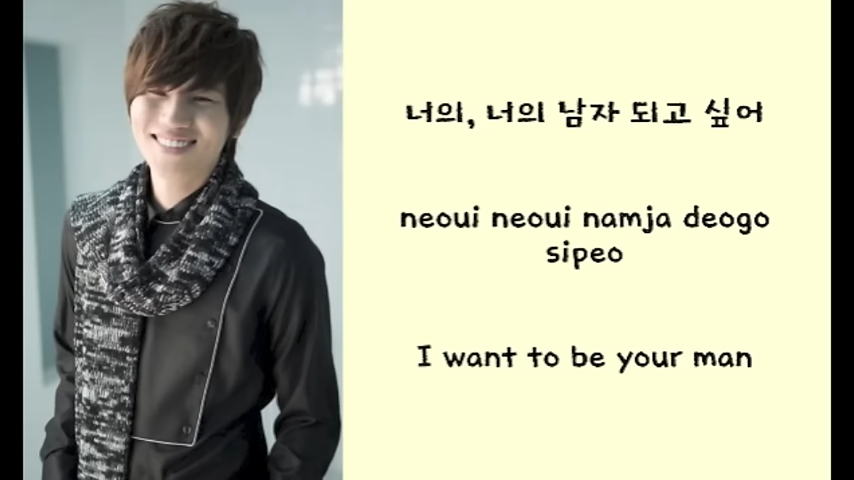 너의, 너의 남자 되고 싶어
neoui neoui namja deogo
sipeo
I want to be your man